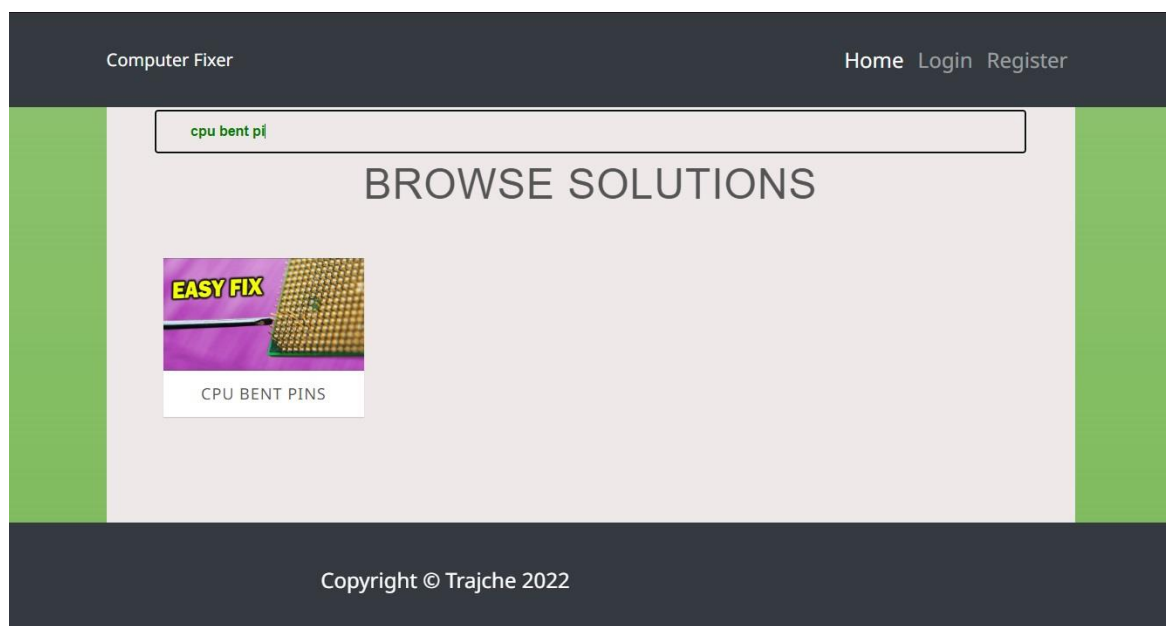 Computer Fixer
Home Login Register
cpu bent pi
BROWSE SOLUTIONS
EASY FIX
CPU BENT PINS
Copyright © Trajche 2022